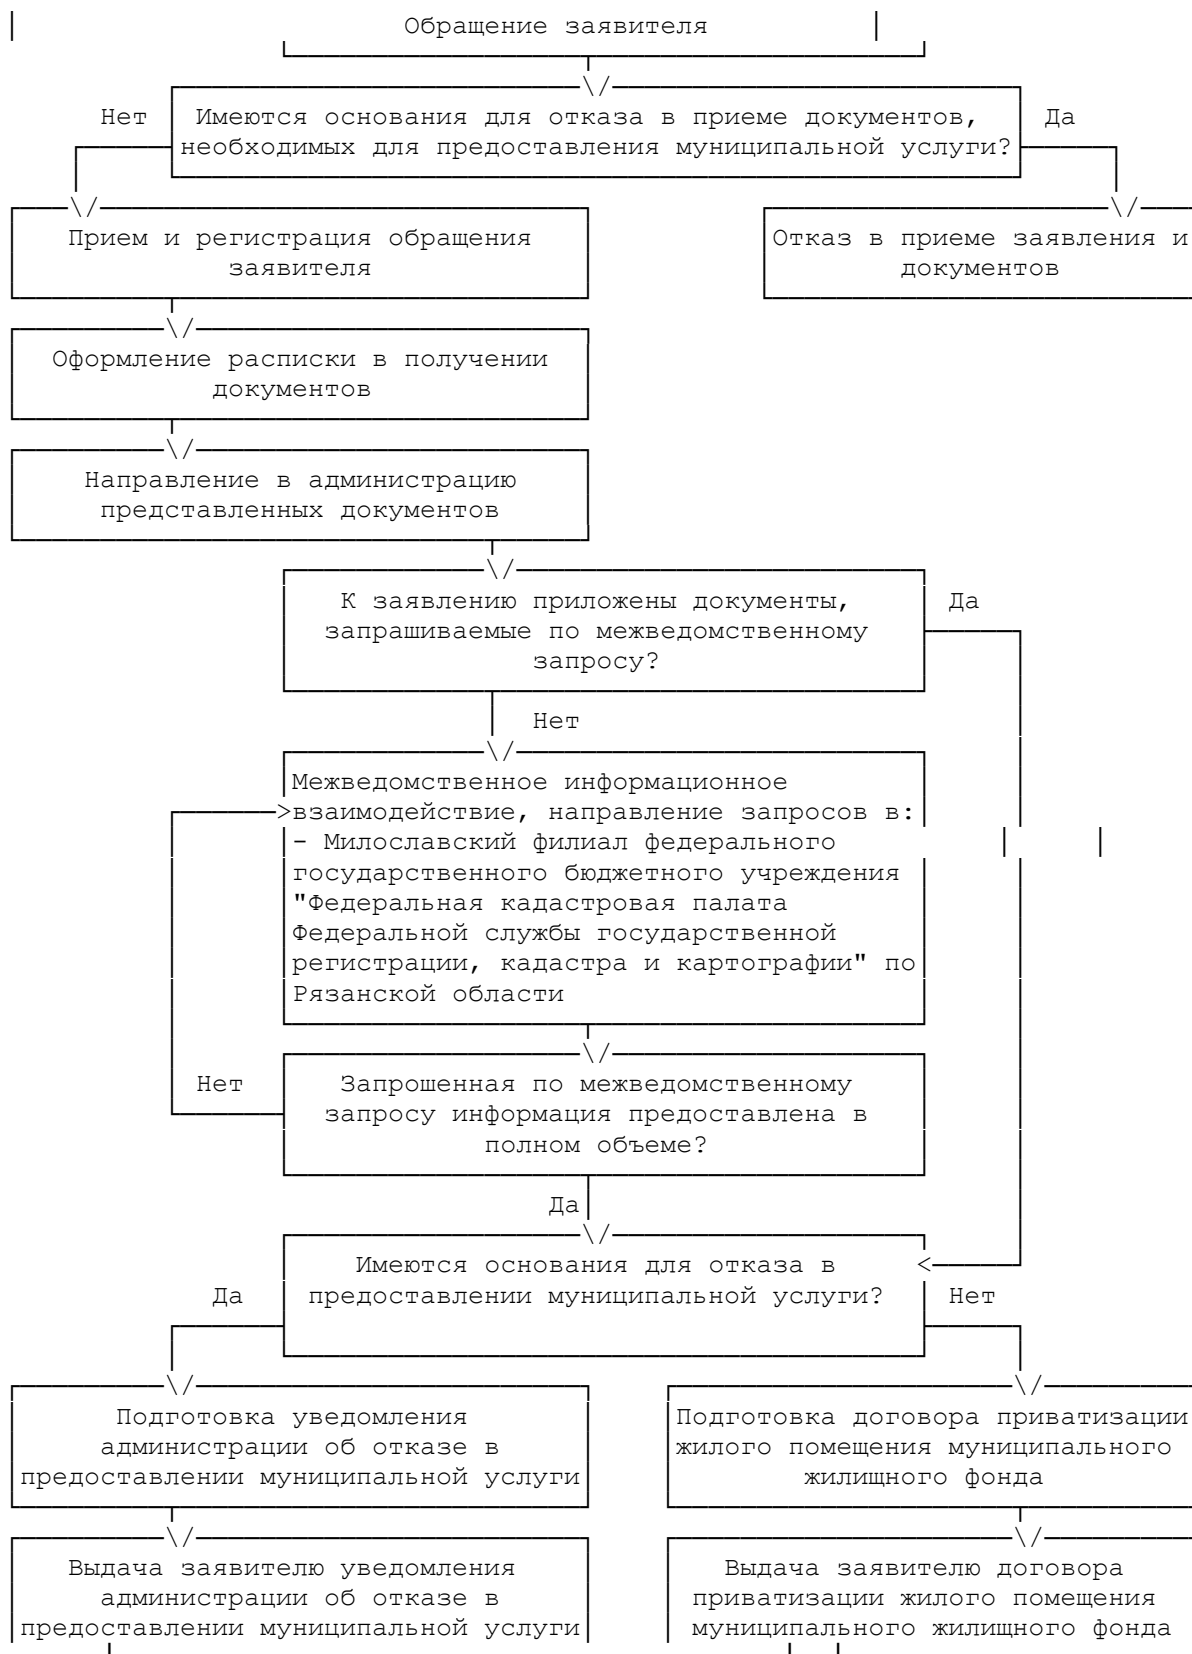 Обращение заявителя
Нет
Имеются основания для отказа в приеме документов,
Да
необходимых для предоставления муниципальной услуги?
Прием и регистрация обращения
заявителя
Отказ в приеме заявления и
документов
Оформление расписки в получении
документов
Направление в администрацию
представленных документов
К заявлению приложены документы,
запрашиваемые по межведомственному
запросу?
Да
Нет
Межведомственное информационное
взаимодействие, направление запросов в:
- Милославский филиал федерального
государственного бюджетного учреждения
"Федеральная кадастровая палата
Федеральной службы государственной
регистрации, кадастра и картографии" по
Рязанской области
Нет
Запрошенная по межведомственному
запросу информация предоставлена в
полном объеме?
Да
Имеются основания для отказа в
предоставлении муниципальной услуги?
Да
Нет
Подготовка уведомления
администрации об отказе в
предоставлении муниципальной услуги
Подготовка договора приватизации
жилого помещения муниципального
жилищного фонда
Выдача заявителю уведомления
администрации об отказе в
предоставлении муниципальной услуги
Выдача заявителю договора
приватизации жилого помещения
муниципального жилищного фонда